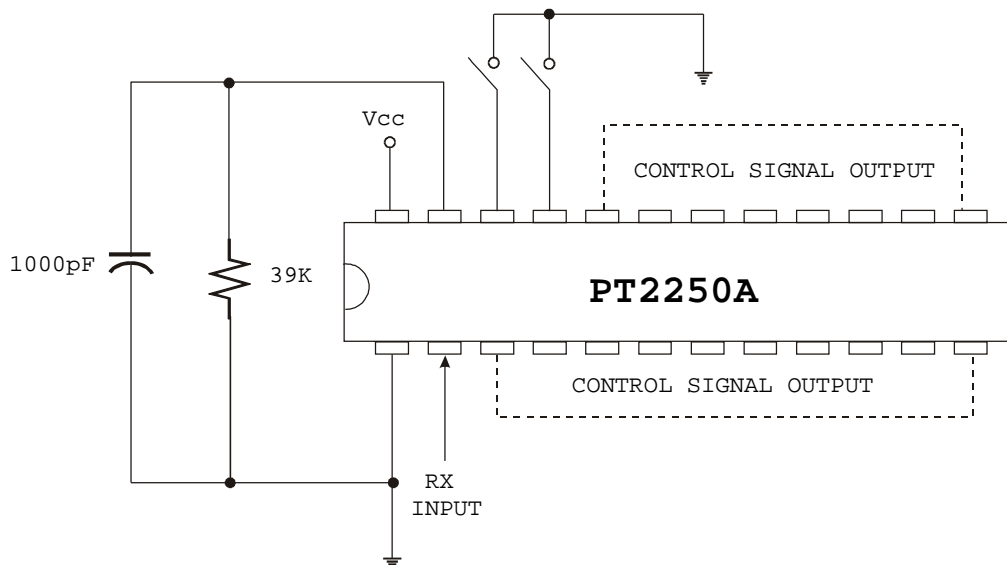 Vcc
CONTROL SIGNAL OUTPUT
1000pF
39K
PT2250A
CONTROL SIGNAL OUTPUT
RX
INPUT